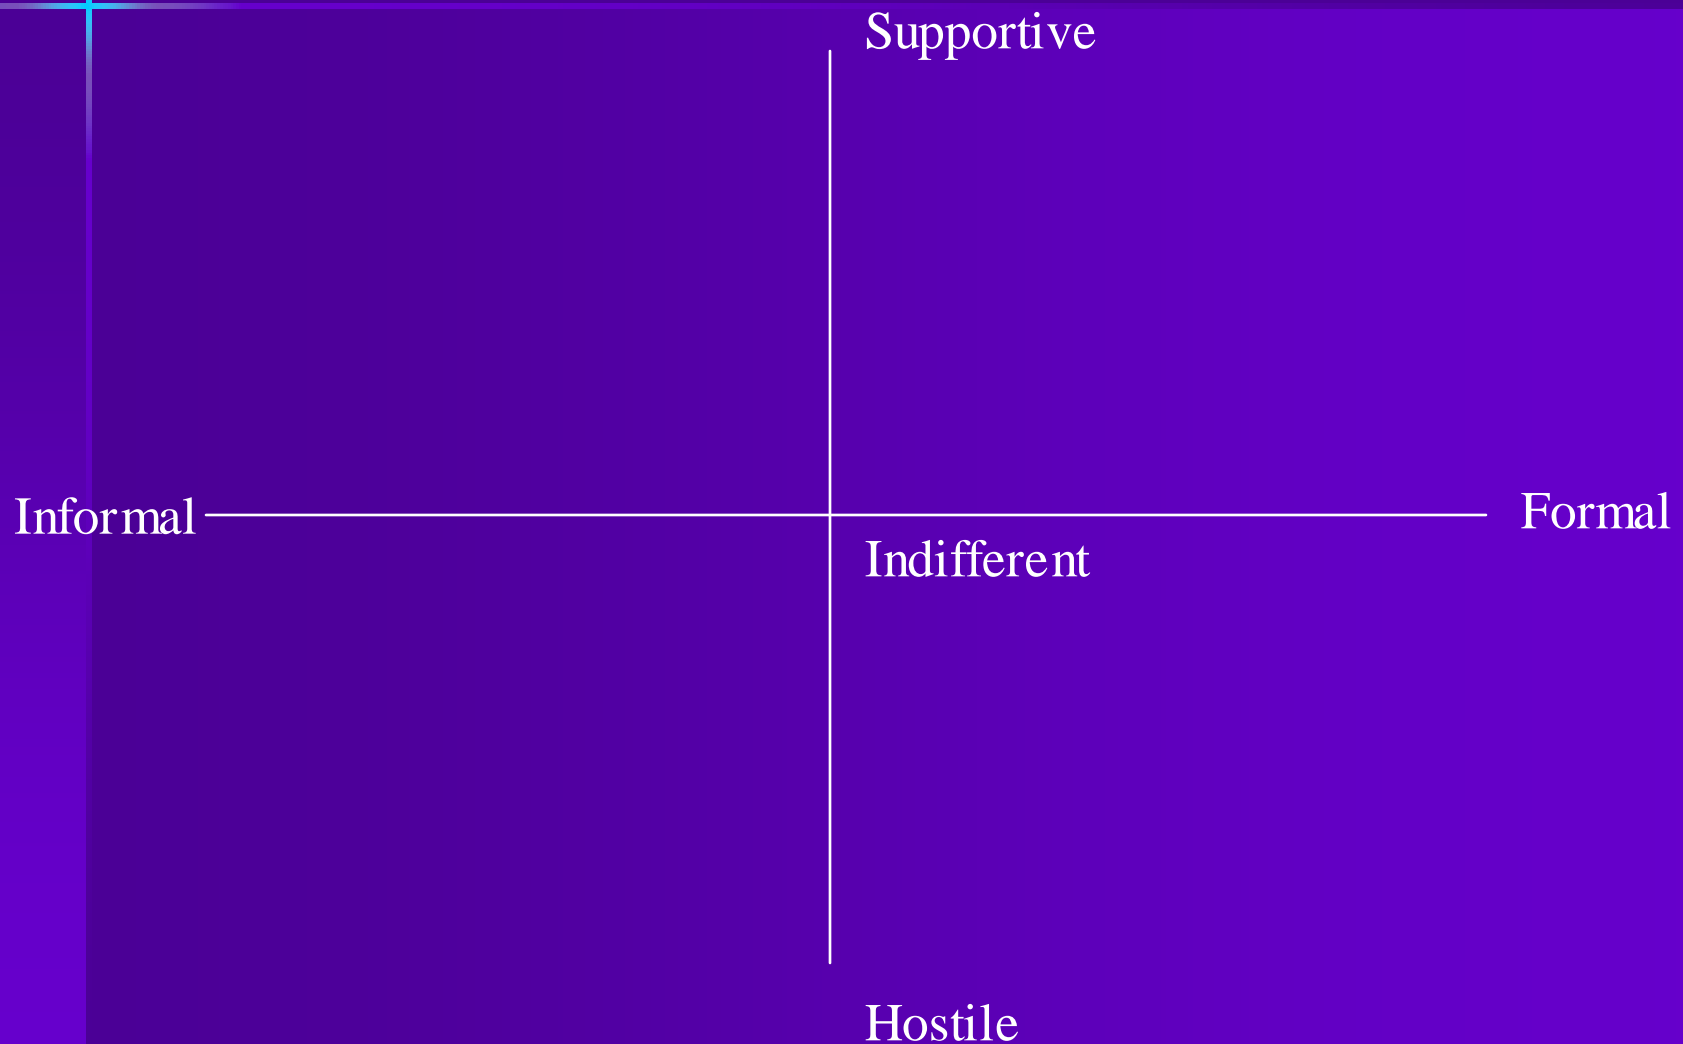 Supportive
Informal
Formal
Indifferent
Hostile